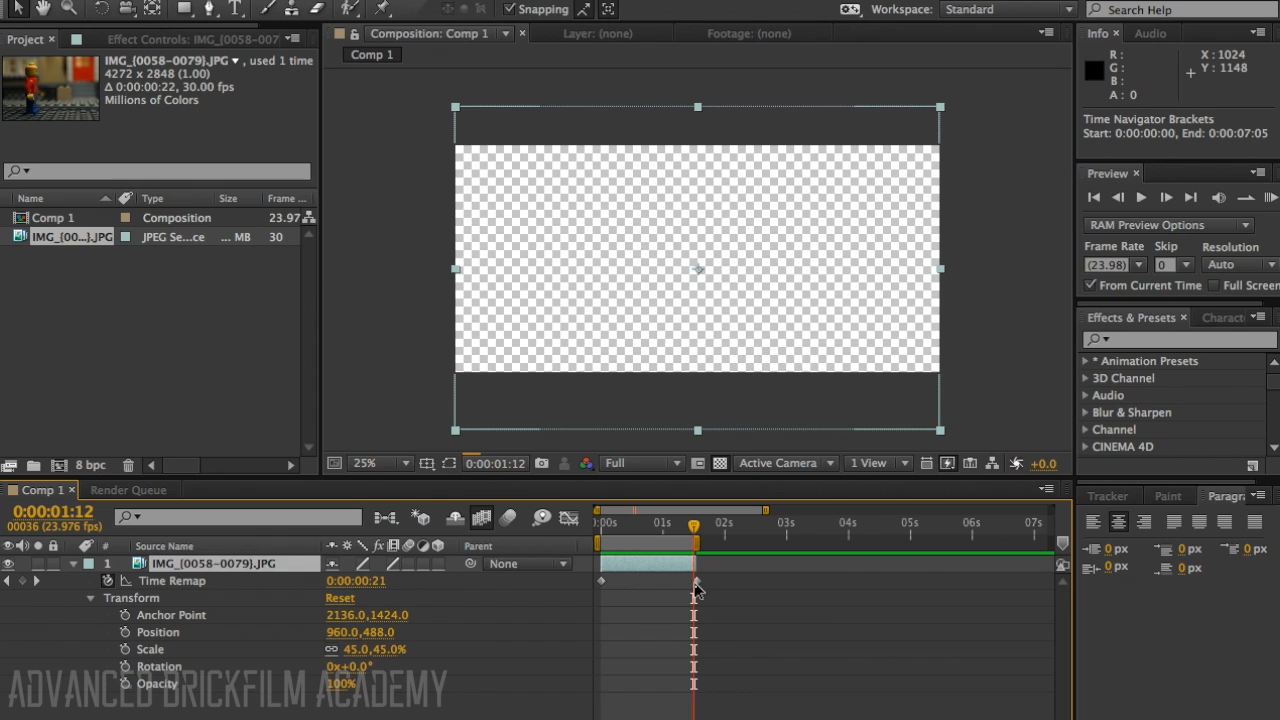 Snapping
Workspace: Standard
Search Help
Project
Effect Controls: IMG_0058-007
Composition: Comp 1
Layer: (none)
Footage: (none)
Info
Audio
Comp 1
IMG_{0058-0079}.JPG ▾, used 1 time
4272 x 2848 (1.00)
Δ 0:00:00:22, 30.00 fps
Millions of Colors
R:
G:
B:
A: 0
X: 1024
Y: 1148
Time Navigator Brackets
Start: 0:00:00:00, End: 0:00:07:05
Preview
RAM Preview Options
Frame Rate Skip Resolution
(23.98) 0 Auto
From Current Time Full Screen
Name Type Size Frame ...
Comp 1 Composition 23.97
IMG_{00...}.JPG JPEG Se...ce ... MB 30
Effects & Presets
Charact
* Animation Presets
3D Channel
Audio
Blur & Sharpen
Channel
CINEMA 4D
8 bpc
25% 0:00:01:12 Full Active Camera 1 View +0.0
Comp 1
Render Queue
Tracker Paint Paragr
0:00:01:12
00036 (23.976 fps)
):00s 01s 02s 03s 04s 05s 06s 07s
# Source Name fx Parent
1 IMG_{0058-0079}.JPG None
Time Remap 0:00:00:21
Transform Reset
Anchor Point 2136.0,1424.0
Position 960.0,488.0
Scale 45.0,45.0%
Rotation 0x+0.0°
Opacity 100%
0 px 0 px 0 px
0 px 0 px
ADVANCED BRICKFILM ACADEMY